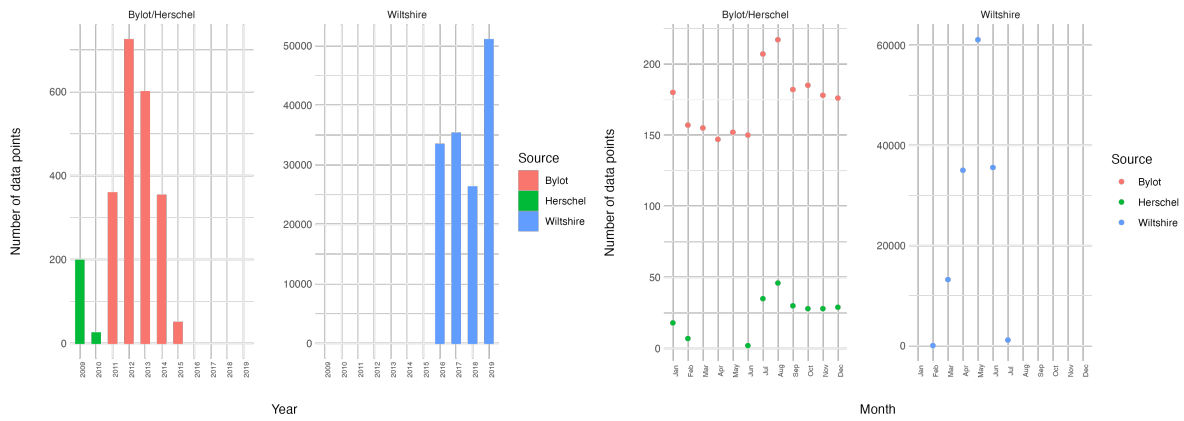 Bylot/Herschel
Wiltshire
Number of data points
600
400
200
0
50000
40000
30000
20000
10000
0
2009 2010 2011 2012 2013 2014 2015 2016 2017 2018 2019
2009 2010 2011 2012 2013 2014 2015 2016 2017 2018 2019
Year
Source
Bylot
Herschel
Wiltshire
Bylot/Herschel
Wiltshire
Number of data points
200
150
100
50
0
60000
40000
20000
0
Jan Feb Mar Apr May Jun Jul Aug Sep Oct Nov Dec
Jan Feb Mar Apr May Jun Jul Aug Sep Oct Nov Dec
Month
Source
Bylot
Herschel
Wiltshire